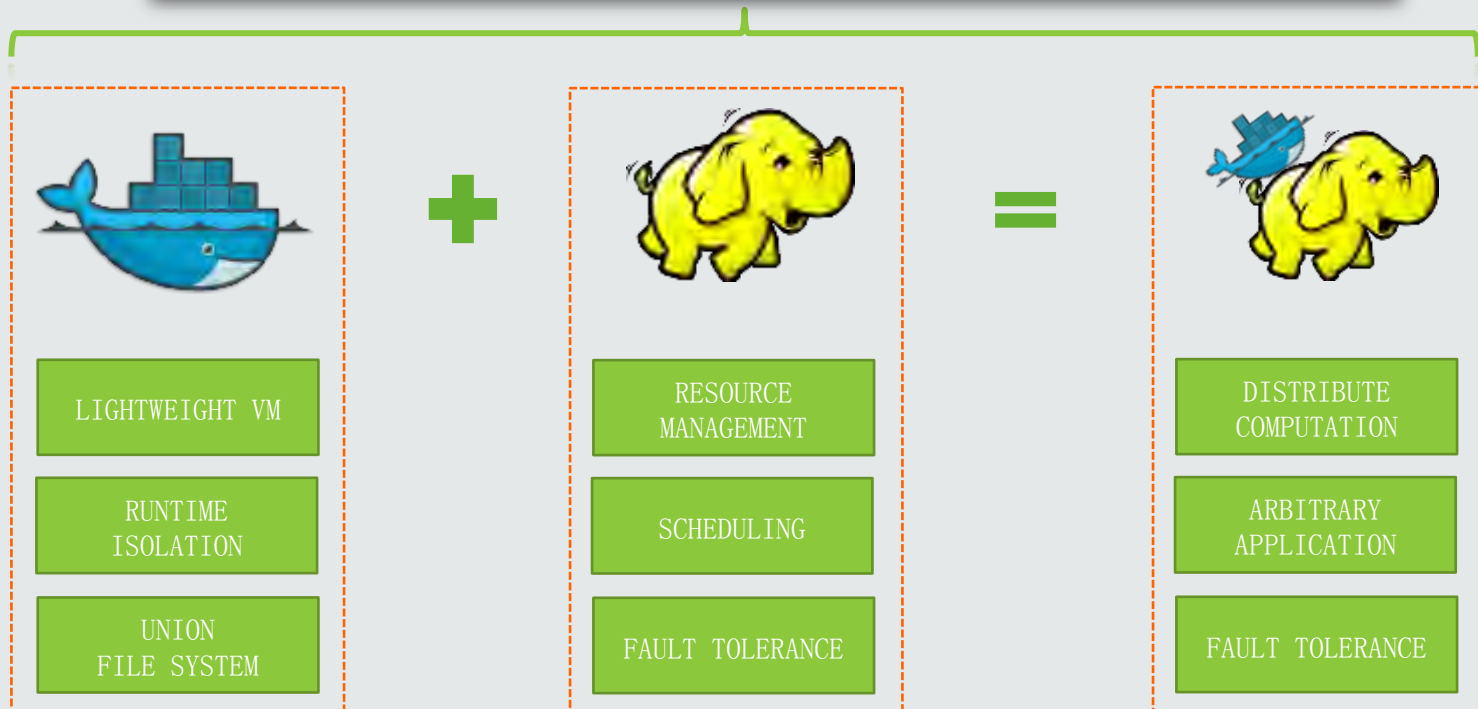 LIGHTWEIGHT VM
RUNTIME
ISOLATION
UNION
FILE SYSTEM
RESOURCE
MANAGEMENT
SCHEDULING
FAULT TOLERANCE
DISTRIBUTE
COMPUTATION
ARBITRARY
APPLICATION
FAULT TOLERANCE